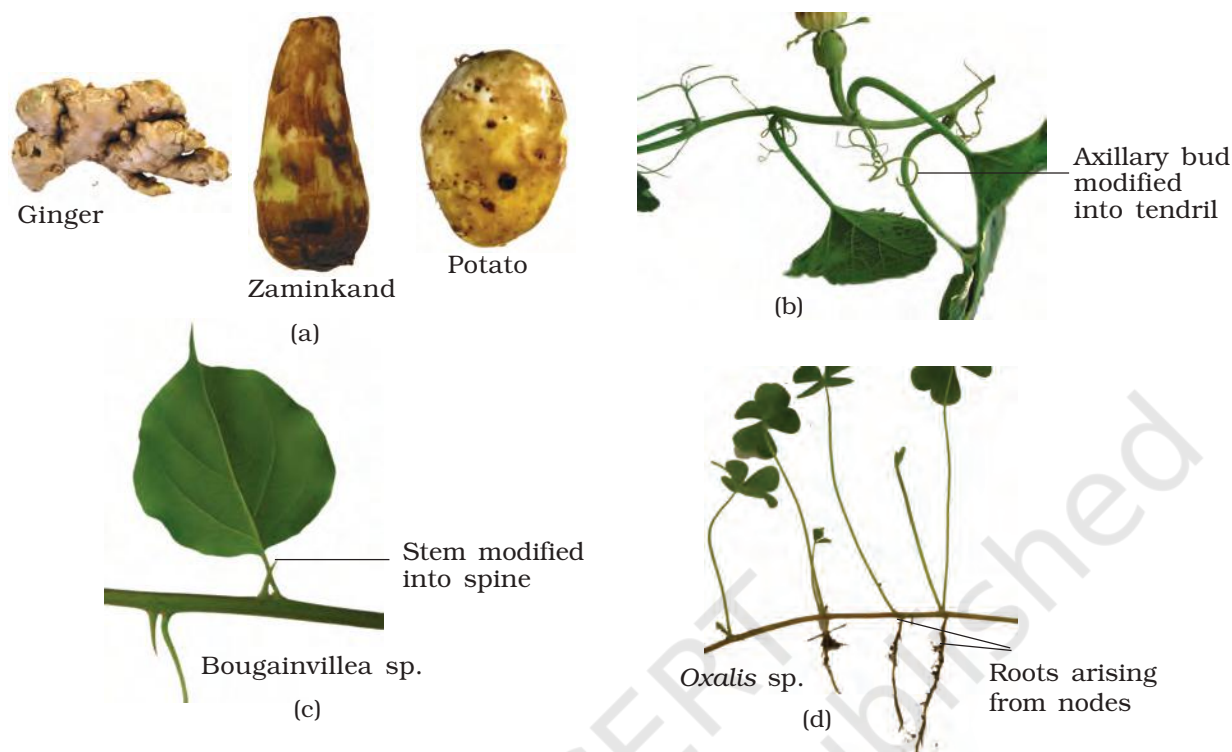 Ginger
Zaminkand
Potato
(a)
Axillary bud
modified
into tendril
(b)
Stem modified
into spine
Bougainvillea sp.
(c)
Oxalis sp.
Roots arising
from nodes
(d)